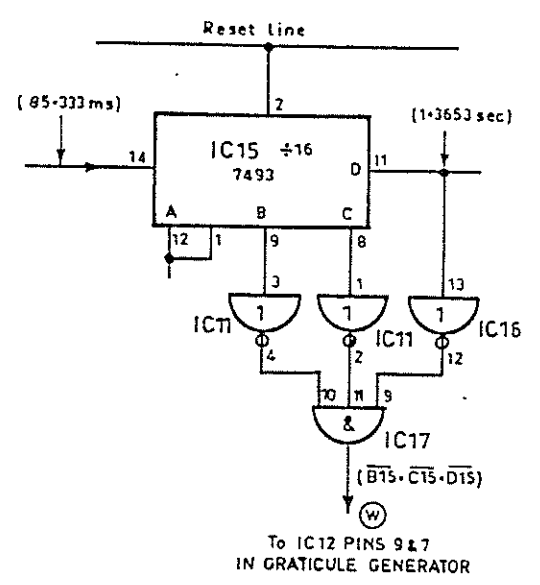 Reset line
(85·333ms)
(1·3653 sec)
2
IC15 ÷16
7493
14
D
11
A
B
C
12
1
9
8
3
1
13
1
1
1
IC11
IC11
IC16
4
2
12
10
11
9
&
IC17
(B15·C15·D15)
W
To IC12 PINS 9&7
IN GRATICULE GENERATOR